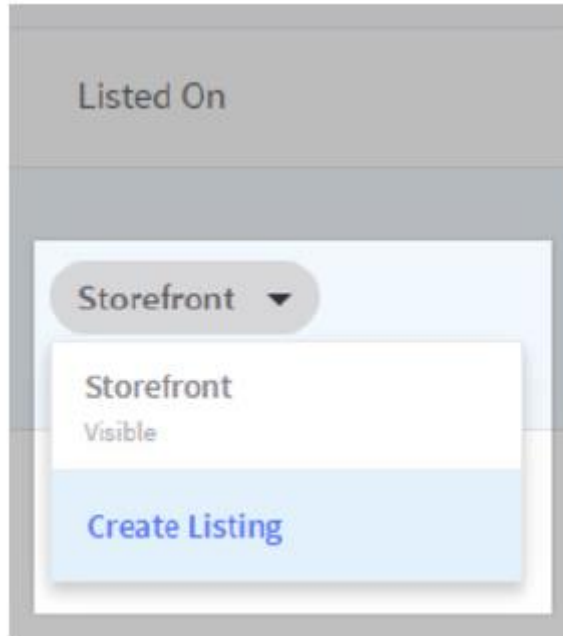 Listed On
Storefront
Storefront
Visible
Create Listing